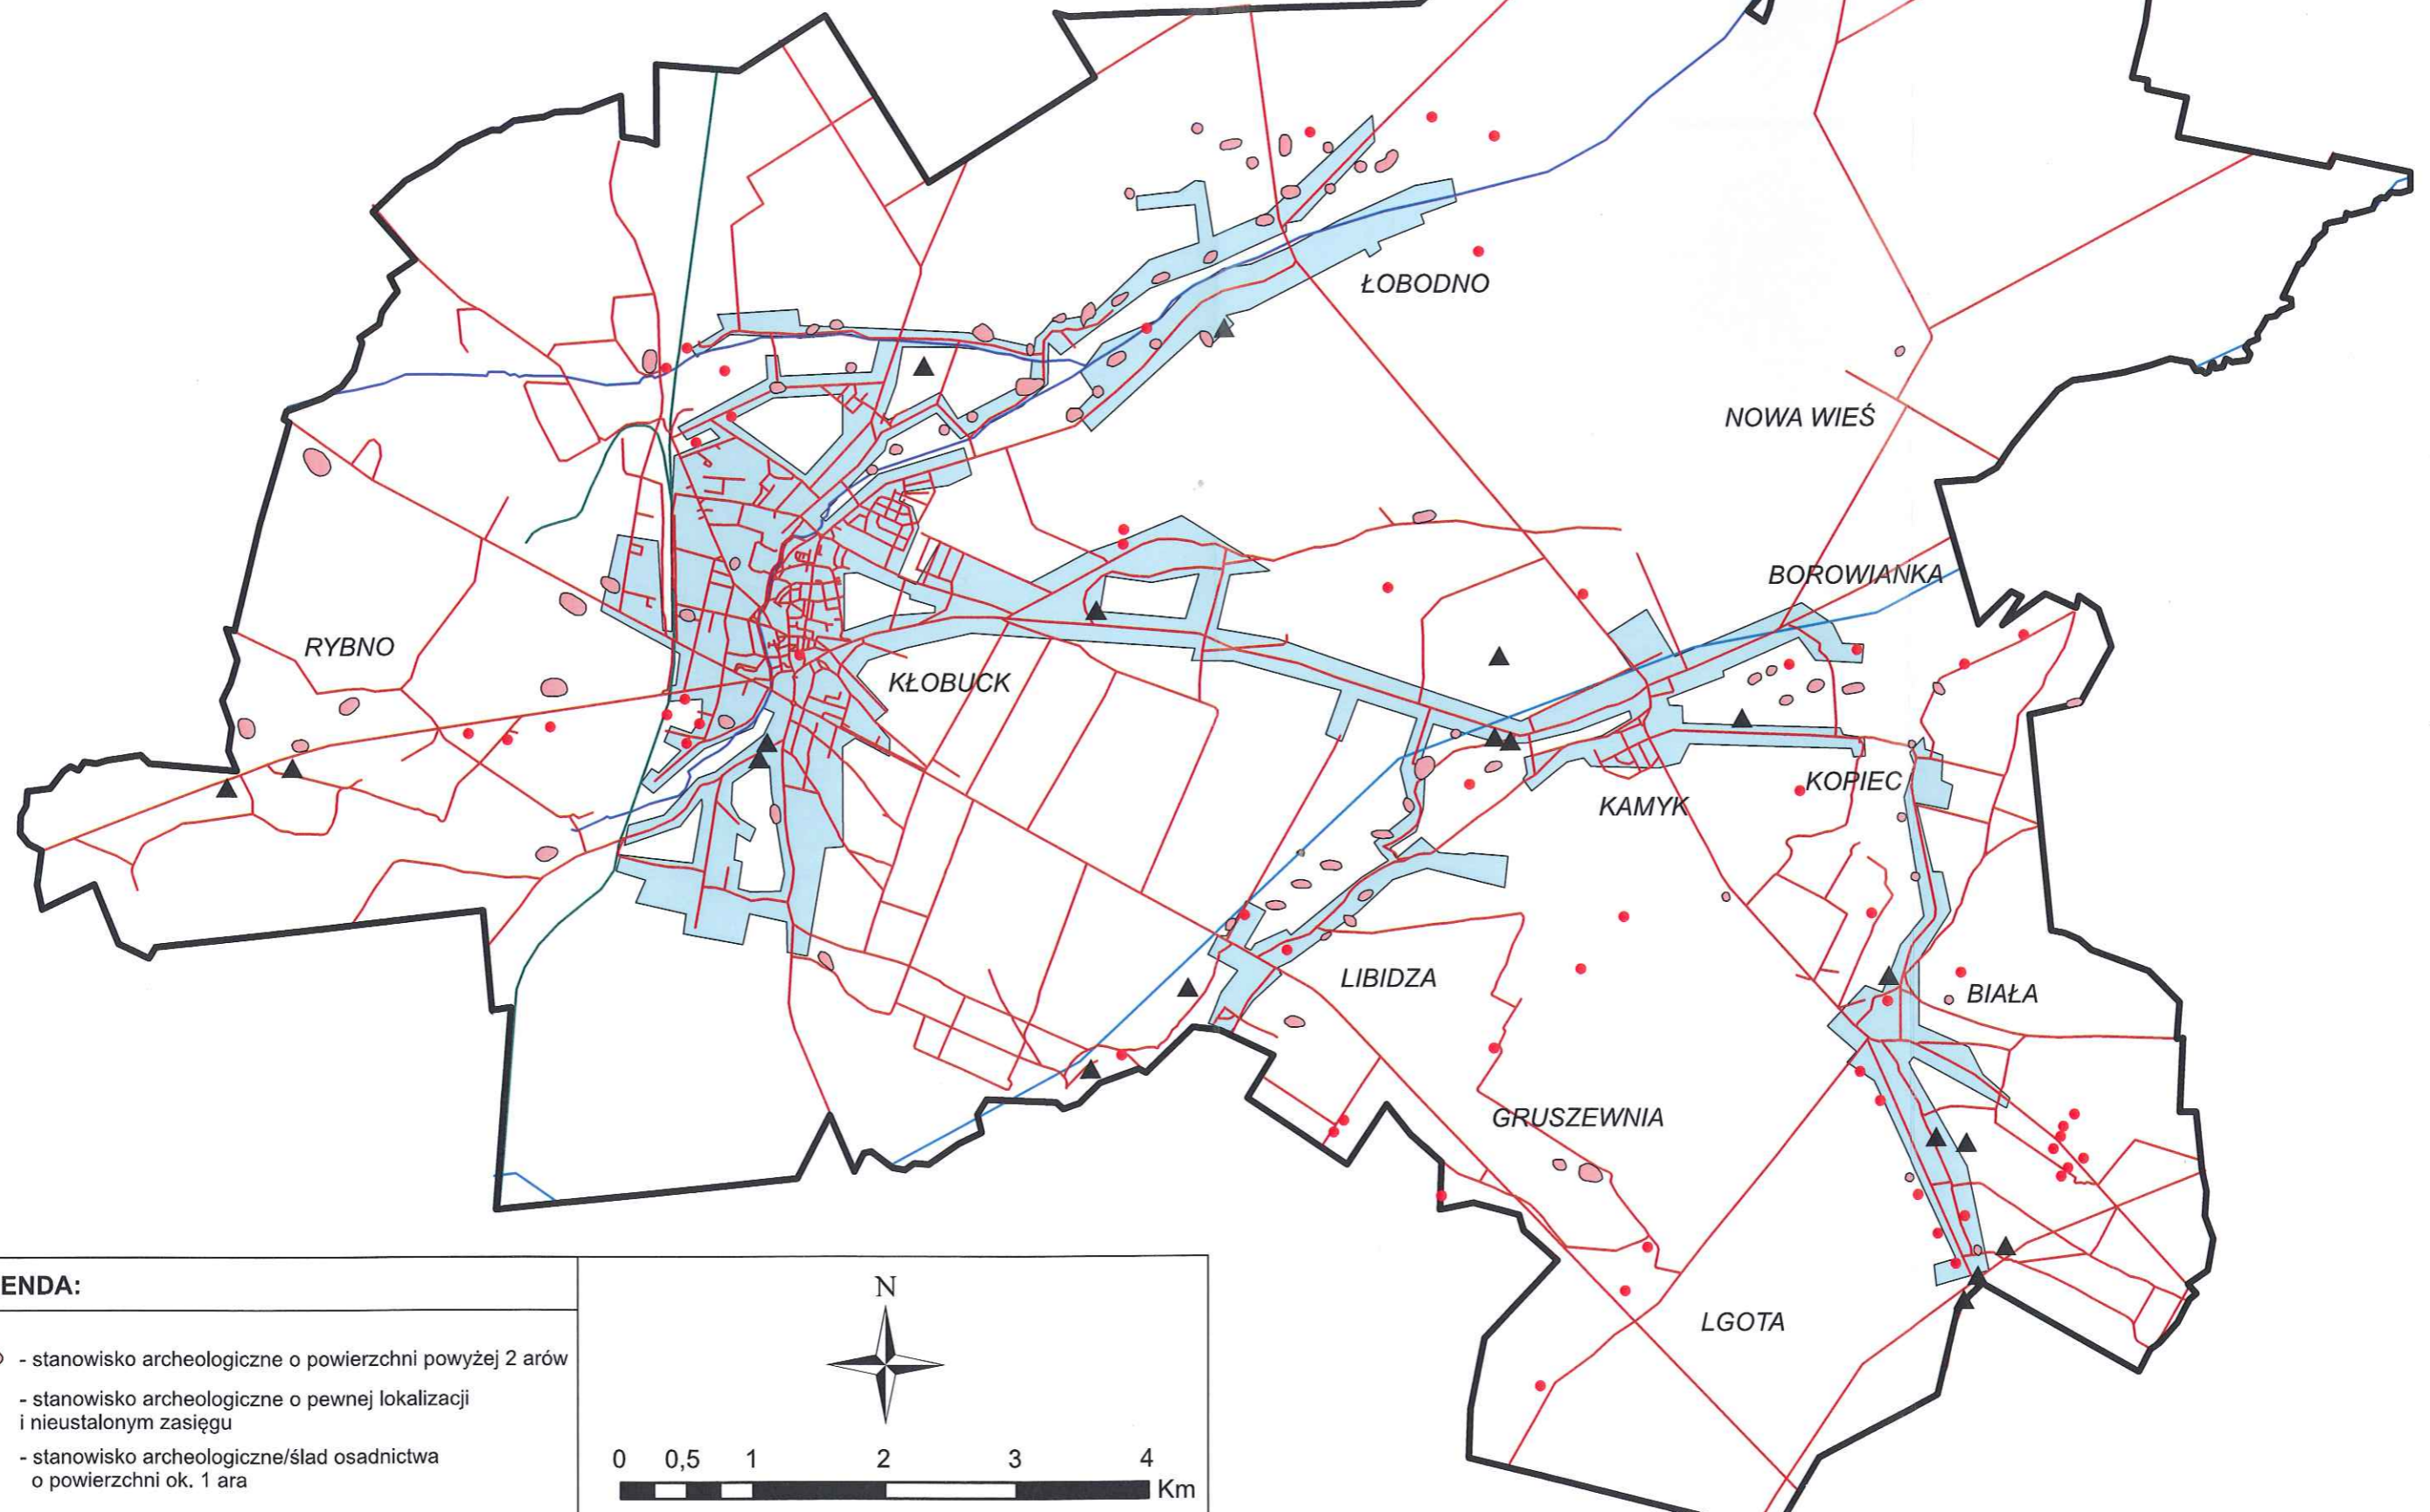 ŁOBODNO
NOWA WIEŚ
BOROWIANKA
RYBNO
KŁOBUCK
KOPIEC
KAMYK
LIBIDZA
BIAŁA
GRUSZEWNIA
LGOTA
ENDA:
- stanowisko archeologiczne o powierzchni powyżej 2 arów
- stanowisko archeologiczne o pewnej lokalizacji
i nieustalonym zasięgu
- stanowisko archeologiczne/ślad osadnictwa
o powierzchni ok. 1 ara
N
0 0,5 1 2 3 4
Km